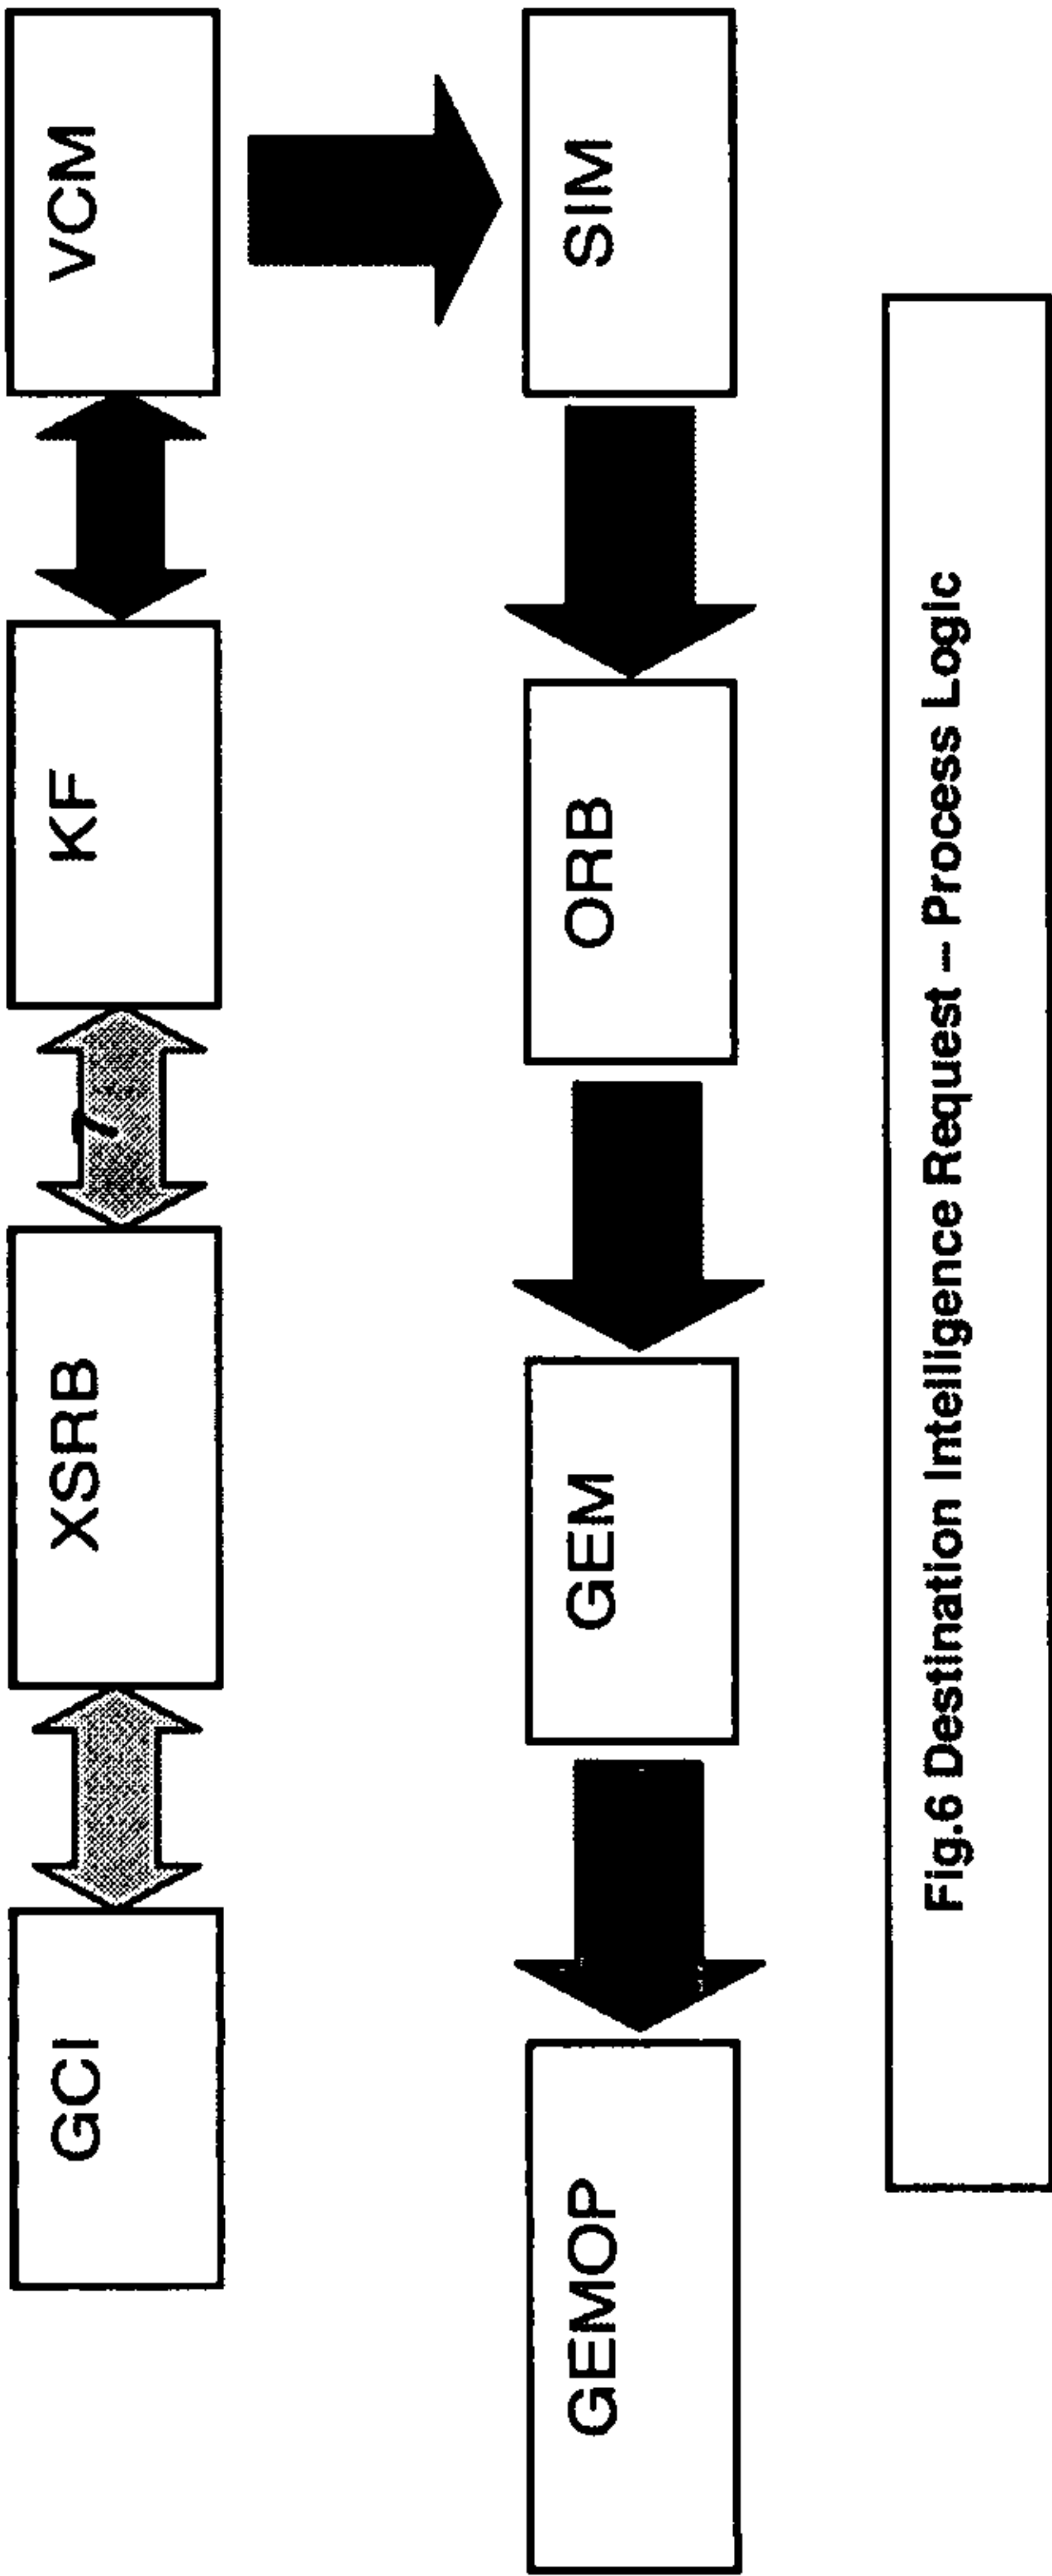 GCI
XSRB
KF
VCM
GEMOP
GEM
ORB
SIM
Fig.6 Destination Intelligence Request – Process Logic